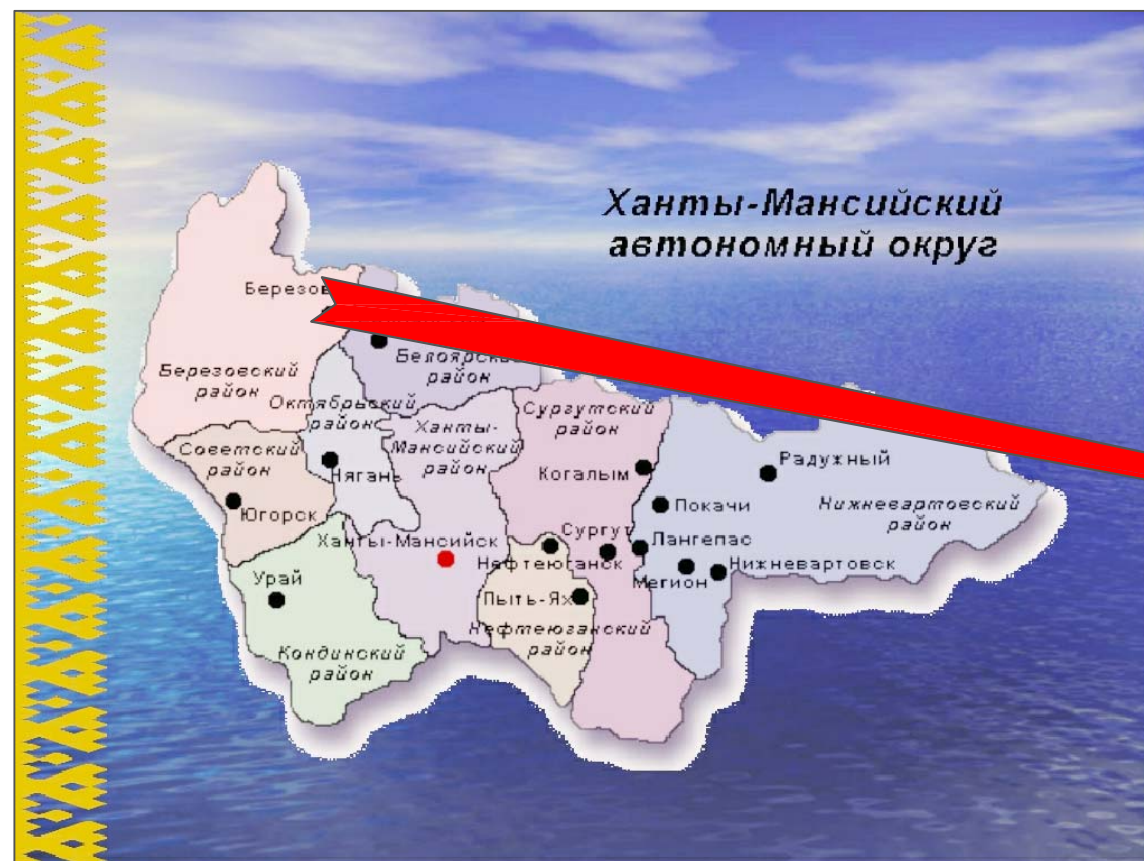 Ханты-Мансийский
автономный округ
Березовский
район
Октябрьский
район
Белоярск
район
Советский
район
Ханты-
Мансийский
район
Сургутский
район
Нягань
Югорск
Когалым
Радужный
Покачи
Нижневартовский
район
Ханты-Мансийск
Сургут
Нефтеюганск
Лангепас
Мегион
Нижневартовск
Урай
Пыть-Ях
Нефтеюганский
район
Кондинский
район